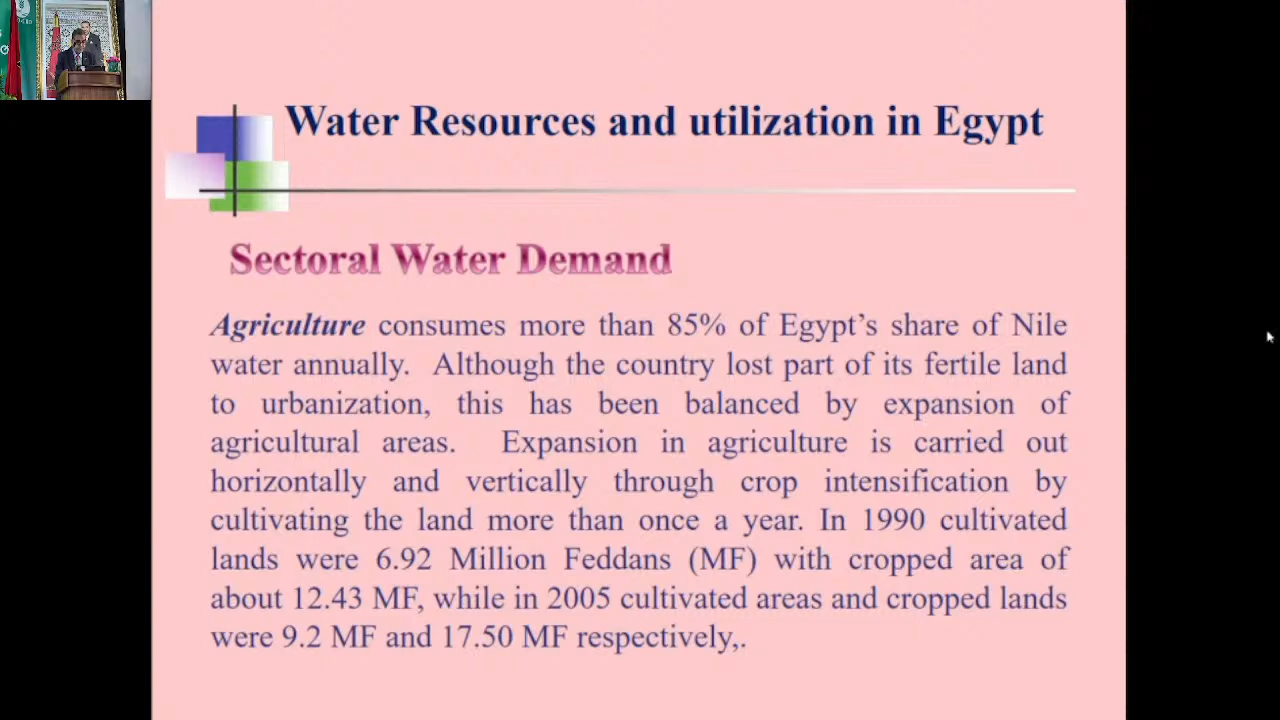 Water Resources and utilization in Egypt
Sectoral Water Demand
Agriculture consumes more than 85% of Egypt’s share of Nile
water annually.  Although the country lost part of its fertile land
to urbanization, this has been balanced by expansion of
agricultural areas.  Expansion in agriculture is carried out
horizontally and vertically through crop intensification by
cultivating the land more than once a year. In 1990 cultivated
lands were 6.92 Million Feddans (MF) with cropped area of
about 12.43 MF, while in 2005 cultivated areas and cropped lands
were 9.2 MF and 17.50 MF respectively,.